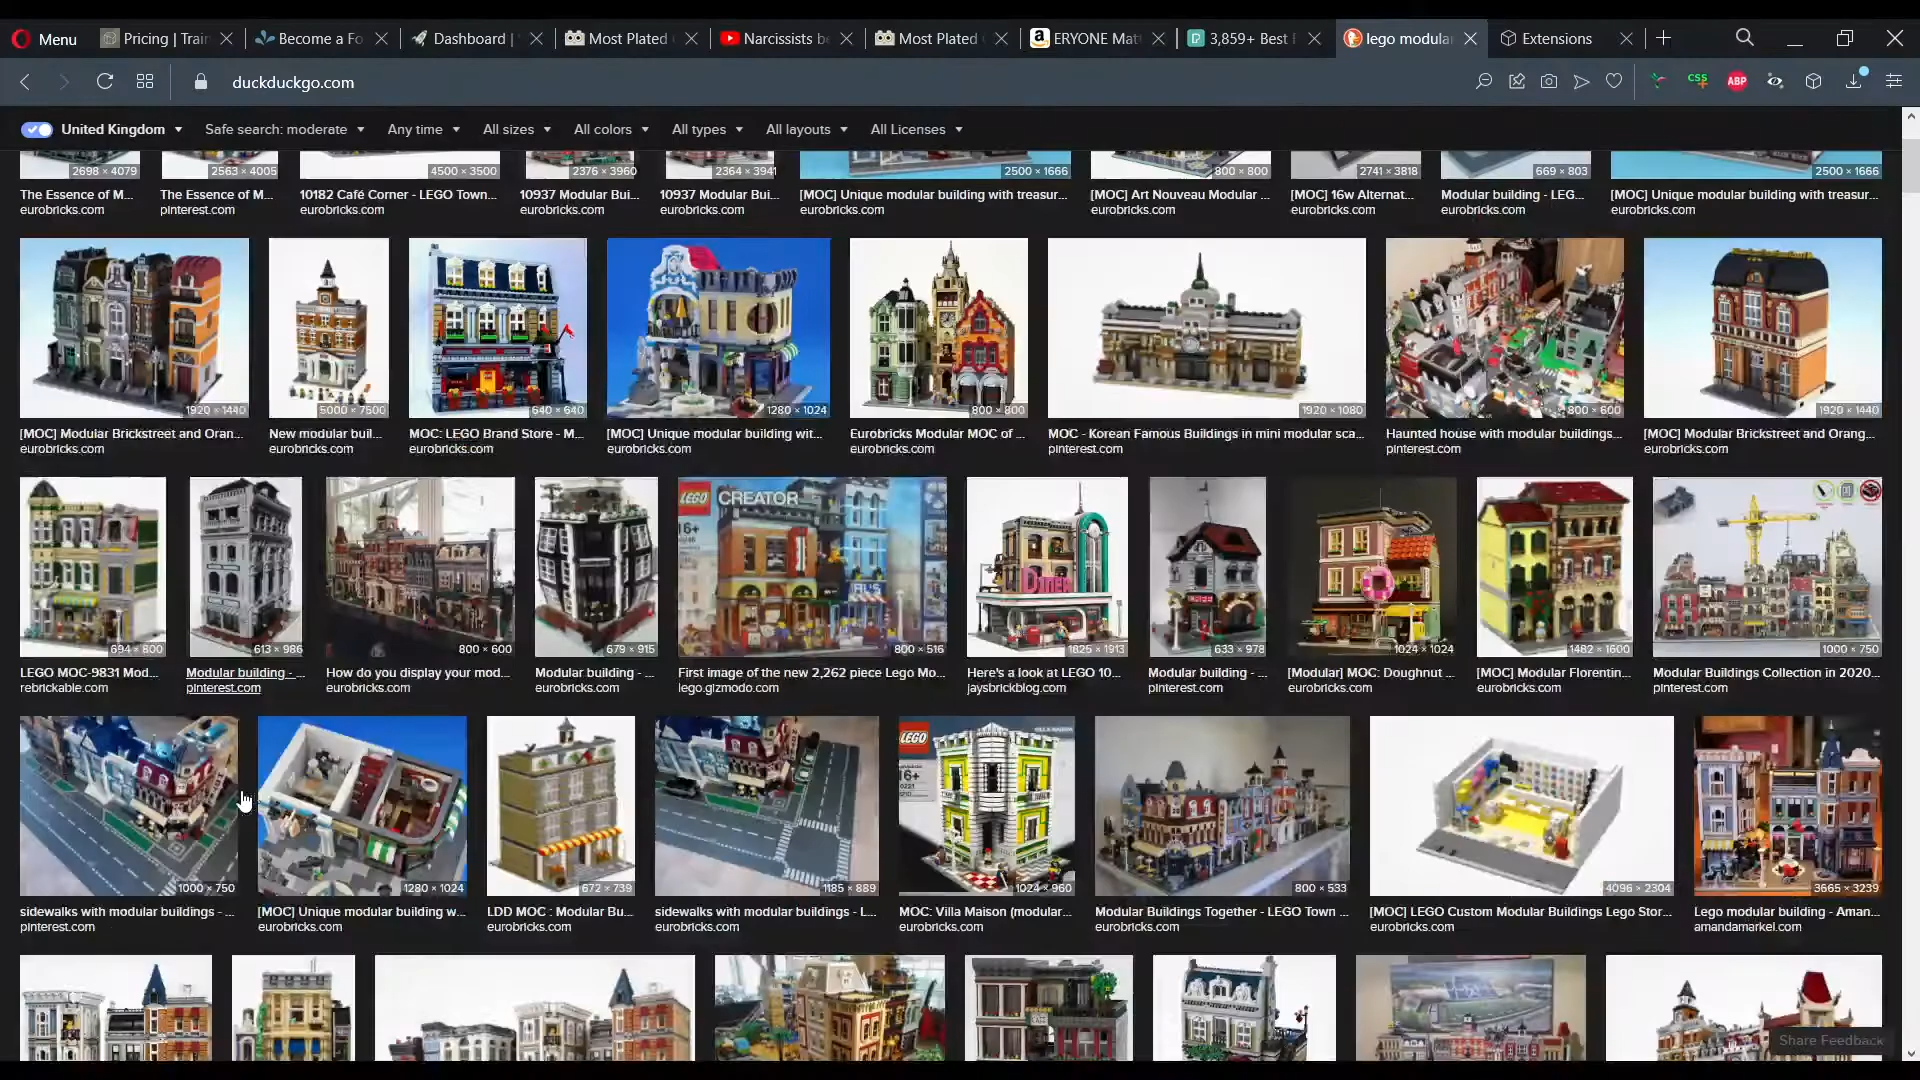 Menu
Pricing | Train
Become a Fo
Dashboard |
Most Plated
Narcissists b
Most Plated
ERYONE Mat
3,859+ Best F
lego modula
Extensions
duckduckgo.com
CSS
ABP
United Kingdom
Safe search: moderate
Any time
All sizes
All colors
All types
All layouts
All Licenses
2698 × 4079
2563 × 4005
4500 × 3500
2376 × 3960
2364 × 3941
2500 × 1666
800 × 800
2741 × 3818
669 × 803
2500 × 1666
The Essence of M...
The Essence of M...
10182 Café Corner - LEGO Town...
10937 Modular Bui...
10937 Modular Bui...
[MOC] Unique modular building with treasur...
[MOC] Art Nouveau Modular ...
[MOC] 16w Alternat...
Modular building - LEG...
[MOC] Unique modular building with treasur...
eurobricks.com
pinterest.com
eurobricks.com
eurobricks.com
eurobricks.com
eurobricks.com
eurobricks.com
eurobricks.com
eurobricks.com
eurobricks.com
1920 × 1440
5000 × 7500
640 × 640
1280 × 1024
800 × 800
1920 × 1080
800 × 600
1920 × 1440
[MOC] Modular Brickstreet and Oran...
New modular buil...
MOC: LEGO Brand Store - M...
[MOC] Unique modular building wit...
Eurobricks Modular MOC of ...
MOC - Korean Famous Buildings in mini modular sca...
Haunted house with modular buildings...
[MOC] Modular Brickstreet and Orang...
eurobricks.com
eurobricks.com
eurobricks.com
eurobricks.com
eurobricks.com
pinterest.com
pinterest.com
eurobricks.com
LEGO CREATOR
16+
DINER
694 × 800
613 × 986
800 × 600
679 × 915
800 × 516
1825 × 1913
633 × 978
1024 × 1024
1482 × 1600
1000 × 750
LEGO MOC-9831 Mod...
Modular building - ...
How do you display your mod...
Modular building - ...
First image of the new 2,262 piece Lego Mo...
Here's a look at LEGO 10...
Modular building - ...
[Modular] MOC: Doughnut ...
[MOC] Modular Florentin...
Modular Buildings Collection in 2020...
rebrickable.com
pinterest.com
eurobricks.com
eurobricks.com
lego.gizmodo.com
jaysbrickblog.com
pinterest.com
eurobricks.com
eurobricks.com
pinterest.com
LEGO
16+
1000 × 750
1280 × 1024
672 × 739
1185 × 889
1024 × 960
800 × 533
4096 × 2304
3665 × 3239
sidewalks with modular buildings - ...
[MOC] Unique modular building w...
LDD MOC : Modular Bu...
sidewalks with modular buildings - L...
MOC: Villa Maison (modular...
Modular Buildings Together - LEGO Town ...
[MOC] LEGO Custom Modular Buildings Lego Stor...
Lego modular building - Aman...
pinterest.com
eurobricks.com
eurobricks.com
eurobricks.com
eurobricks.com
eurobricks.com
eurobricks.com
amandamarkel.com
Share Feedback